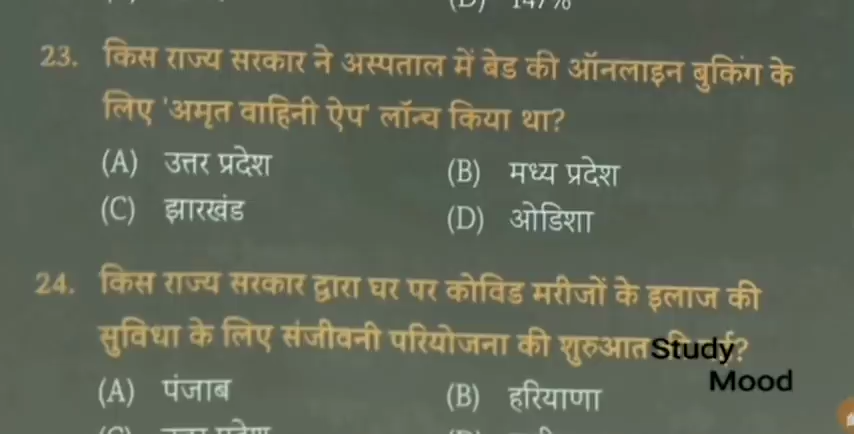 (D) 147%
23. किस राज्य सरकार ने अस्पताल में बेड की ऑनलाइन बुकिंग के
लिए 'अमृत वाहिनी ऐप' लॉन्च किया था?
(A) उत्तर प्रदेश (B) मध्य प्रदेश
(C) झारखंड (D) ओडिशा
24. किस राज्य सरकार द्वारा घर पर कोविड मरीजों के इलाज की
सुविधा के लिए संजीवनी परियोजना की शुरुआत
Study
Mood
(A) पंजाब (B) हरियाणा